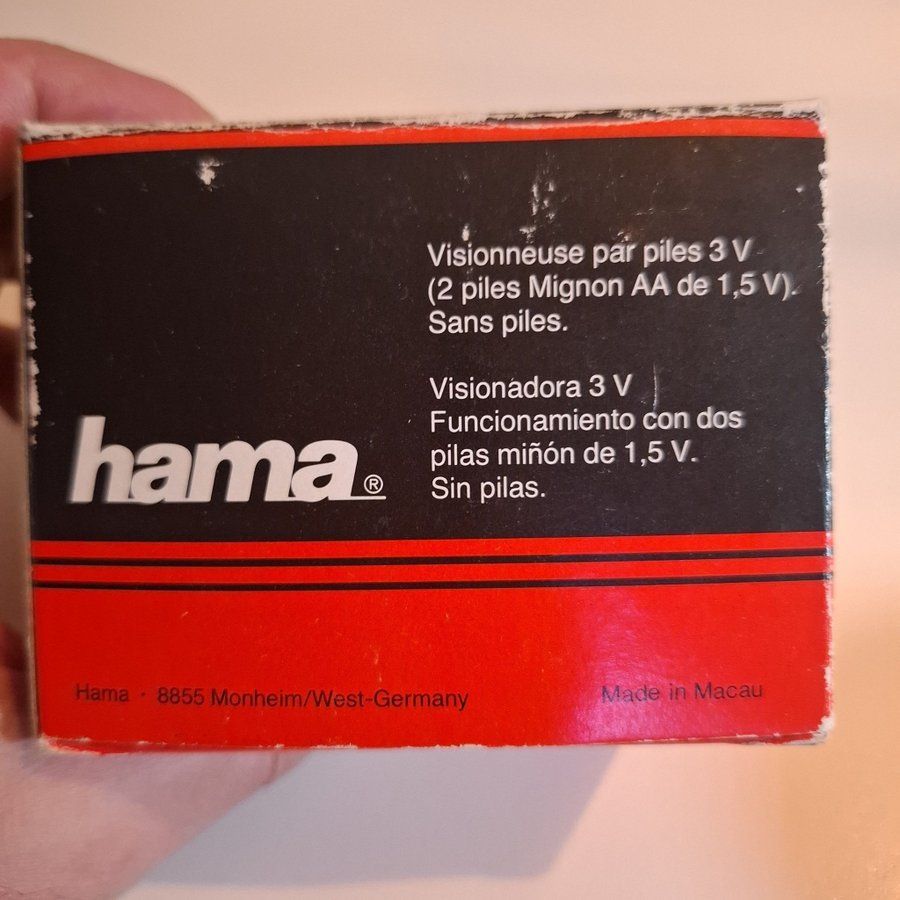 Visionneuse par piles 3 V
(2 piles Mignon AA de 1,5 V).
Sans piles.
Visionadora 3 V
Funcionamiento con dos
pilas miñón de 1,5 V.
Sin pilas.
hama®
Hama · 8855 Monheim/West-Germany
Made in Macau